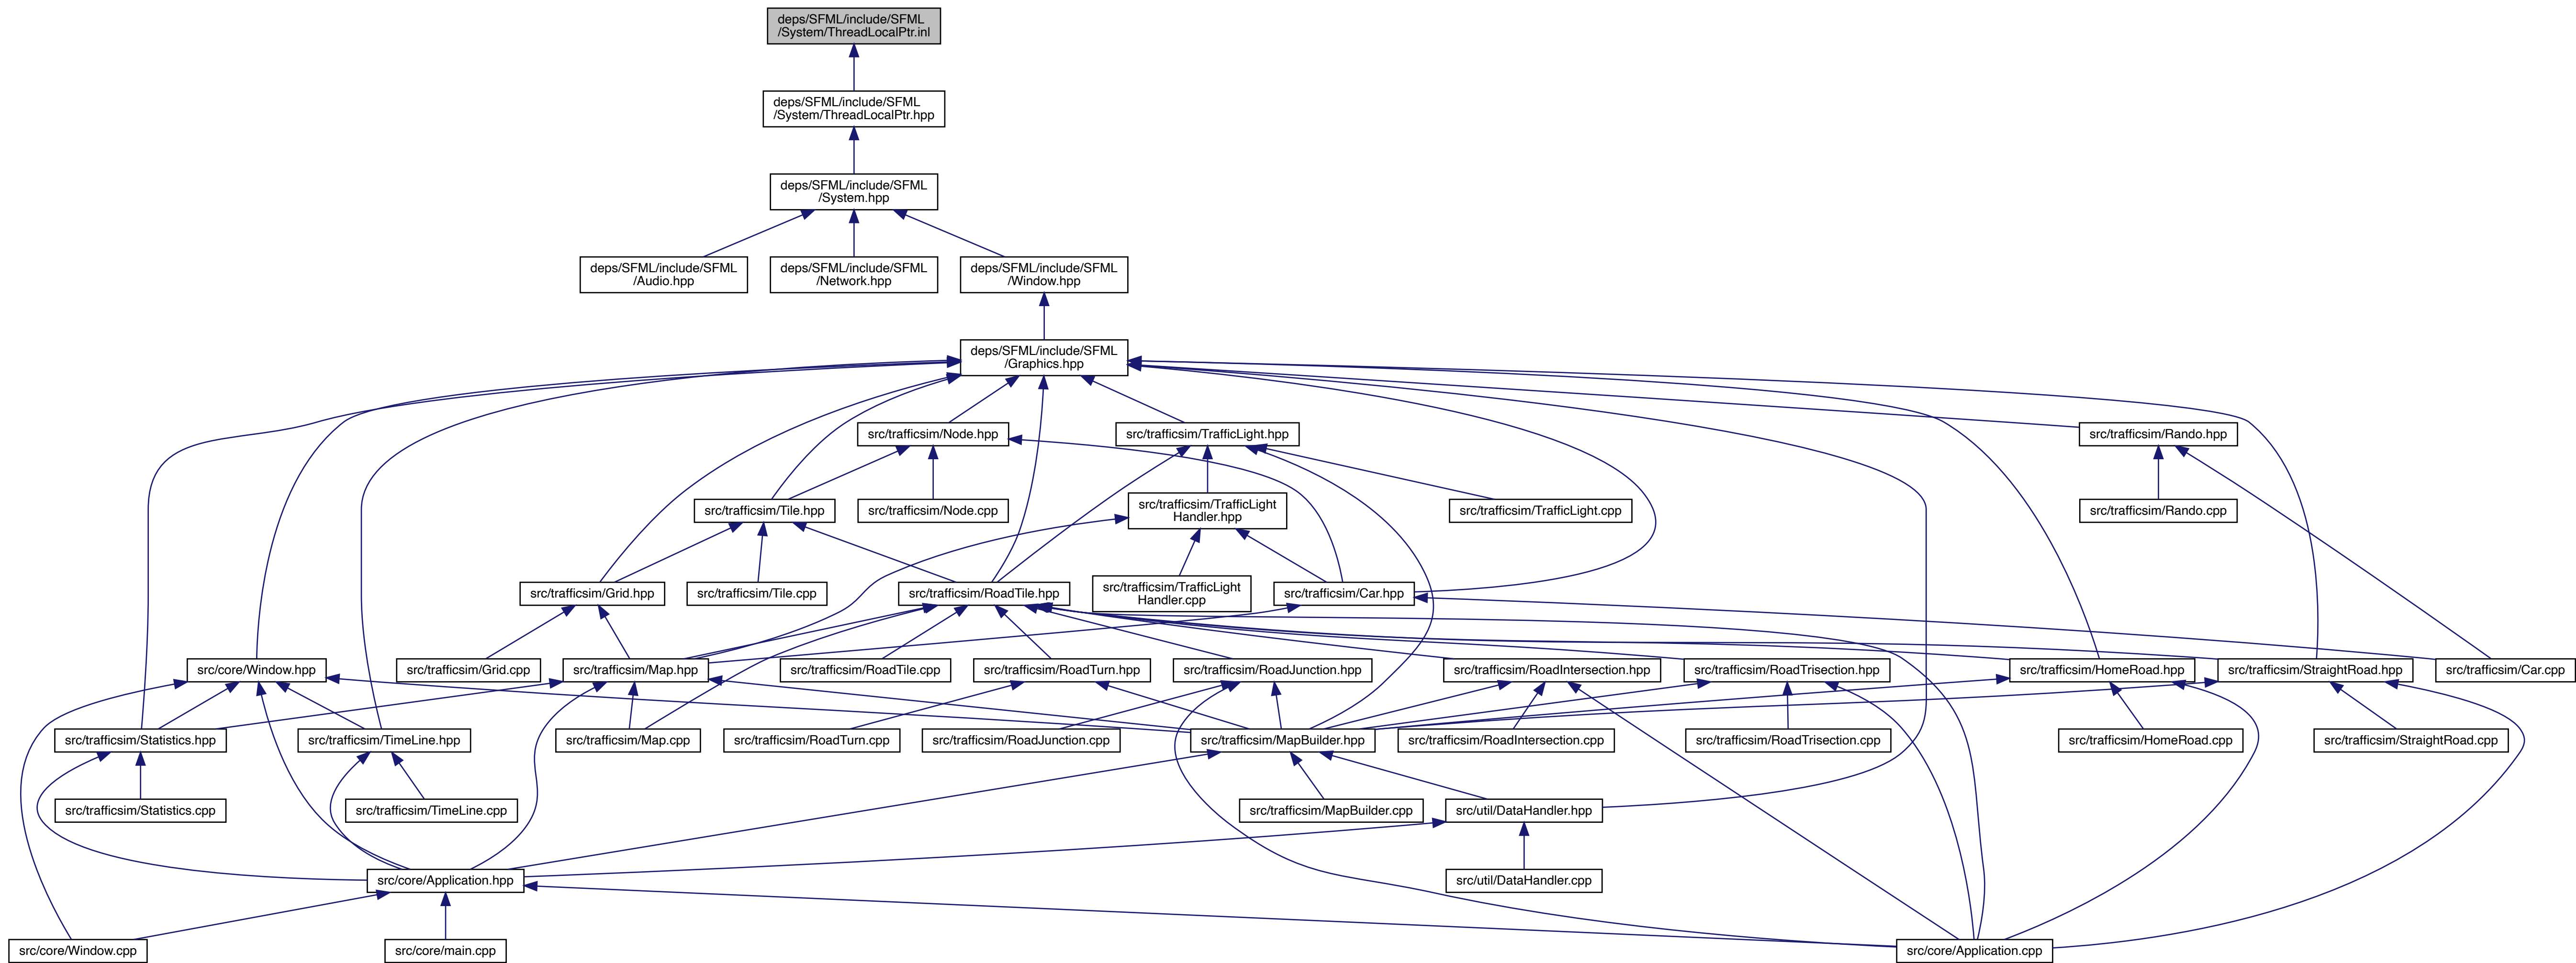 deps/SFML/include/SFML
/System/ThreadLocalPtr.inl
deps/SFML/include/SFML
/System/ThreadLocalPtr.hpp
deps/SFML/include/SFML
/System.hpp
deps/SFML/include/SFML
/Audio.hpp
deps/SFML/include/SFML
/Network.hpp
deps/SFML/include/SFML
/Window.hpp
deps/SFML/include/SFML
/Graphics.hpp
src/trafficsim/Node.hpp
src/trafficsim/TrafficLight.hpp
src/trafficsim/Rando.hpp
src/trafficsim/Tile.hpp
src/trafficsim/Node.cpp
src/trafficsim/TrafficLight
Handler.hpp
src/trafficsim/TrafficLight.cpp
src/trafficsim/Rando.cpp
src/trafficsim/Grid.hpp
src/trafficsim/Tile.cpp
src/trafficsim/RoadTile.hpp
src/trafficsim/TrafficLight
Handler.cpp
src/trafficsim/Car.hpp
src/core/Window.hpp
src/trafficsim/Grid.cpp
src/trafficsim/Map.hpp
src/trafficsim/RoadTile.cpp
src/trafficsim/RoadTurn.hpp
src/trafficsim/RoadJunction.hpp
src/trafficsim/RoadIntersection.hpp
src/trafficsim/RoadTrisection.hpp
src/trafficsim/HomeRoad.hpp
src/trafficsim/StraightRoad.hpp
src/trafficsim/Car.cpp
src/trafficsim/Statistics.hpp
src/trafficsim/TimeLine.hpp
src/trafficsim/Map.cpp
src/trafficsim/RoadTurn.cpp
src/trafficsim/RoadJunction.cpp
src/trafficsim/MapBuilder.hpp
src/trafficsim/RoadIntersection.cpp
src/trafficsim/RoadTrisection.cpp
src/trafficsim/HomeRoad.cpp
src/trafficsim/StraightRoad.cpp
src/trafficsim/Statistics.cpp
src/trafficsim/TimeLine.cpp
src/trafficsim/MapBuilder.cpp
src/util/DataHandler.hpp
src/core/Application.hpp
src/util/DataHandler.cpp
src/core/Window.cpp
src/core/main.cpp
src/core/Application.cpp